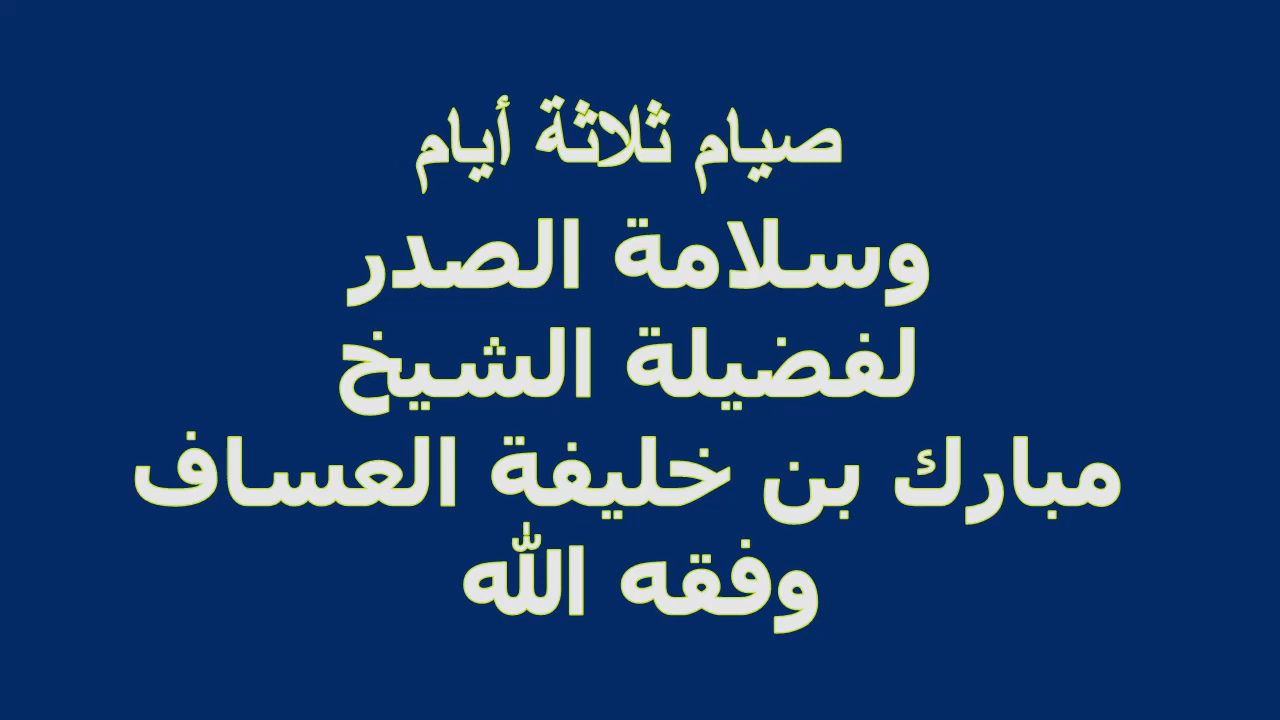 صيام ثلاثة أيام
وسلامة الصدر
لفضيلة الشيخ
مبارك بن خليفة العساف
وفقه الله